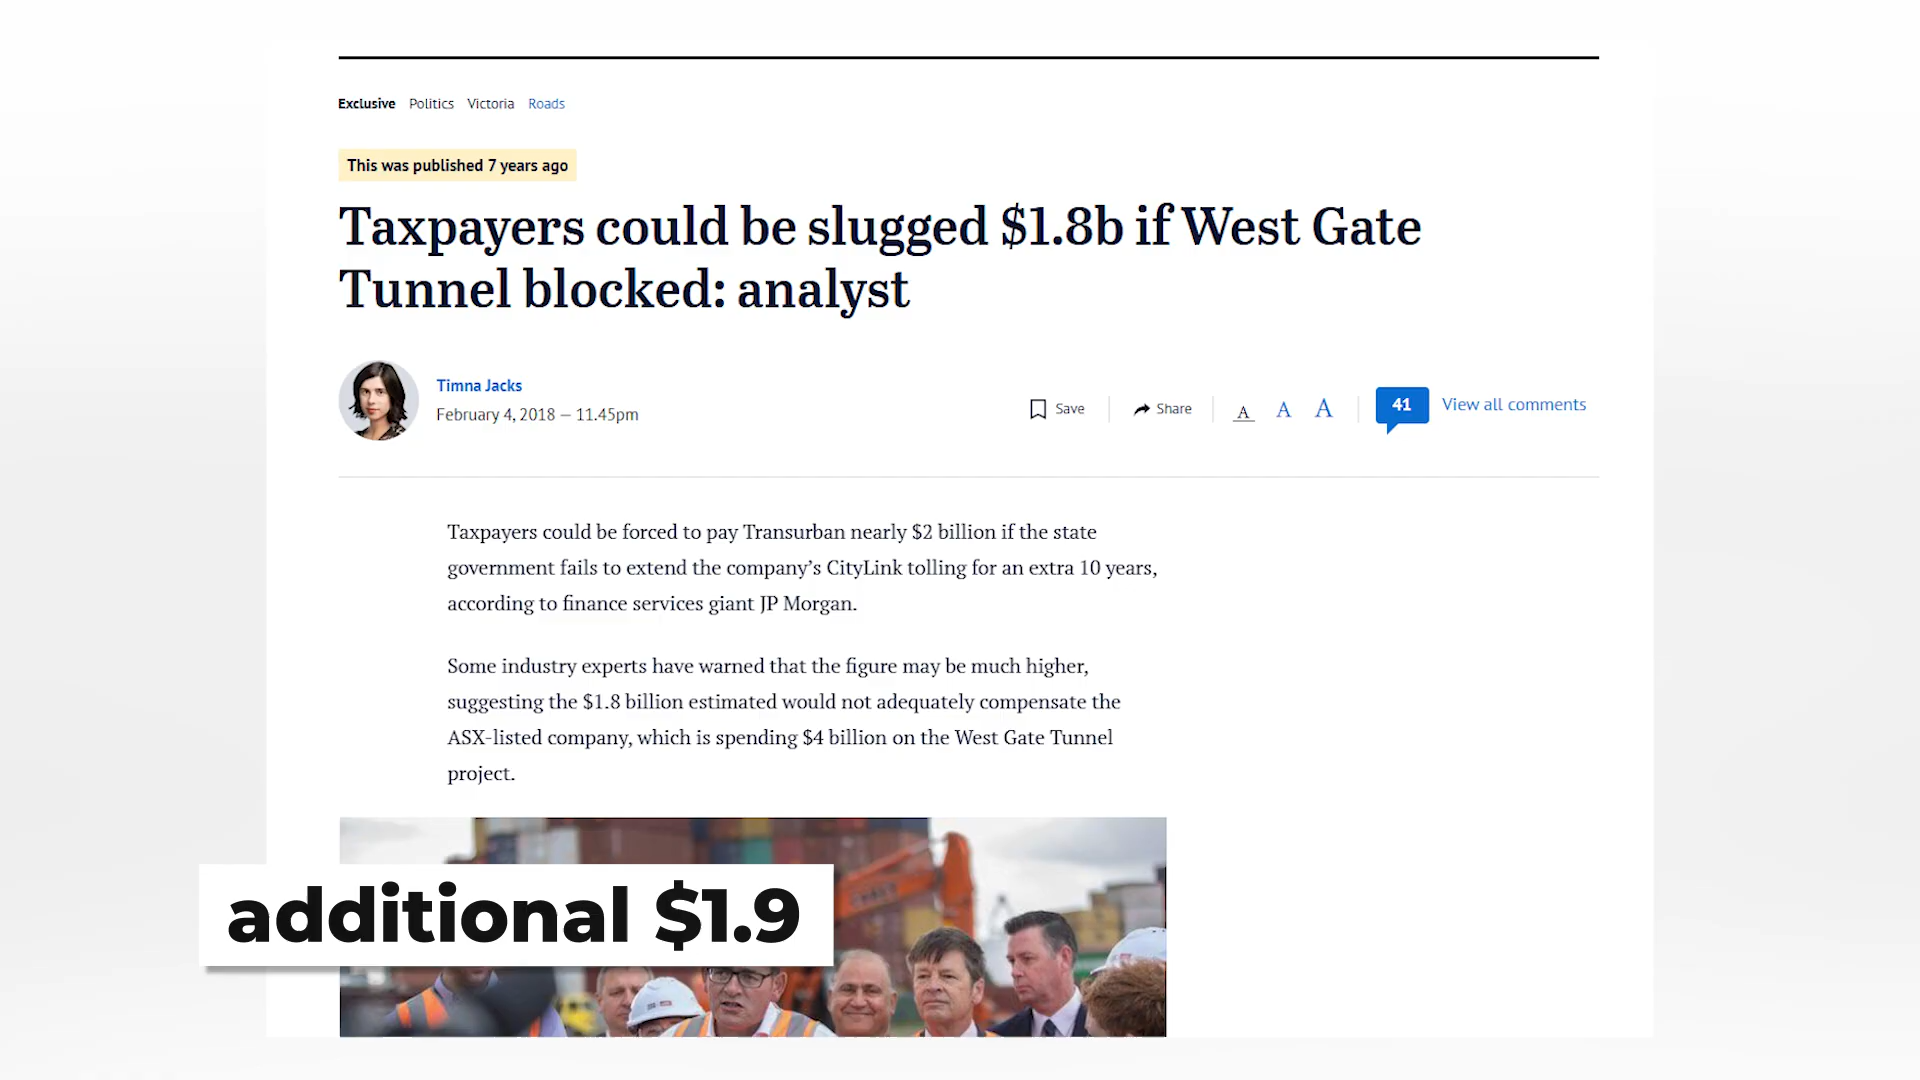 Exclusive Politics Victoria Roads
This was published 7 years ago
Taxpayers could be slugged $1.8b if West Gate
Tunnel blocked: analyst
Timna Jacks
February 4, 2018 — 11.45pm
Save Share A A A 41 View all comments
Taxpayers could be forced to pay Transurban nearly $2 billion if the state
government fails to extend the company’s CityLink tolling for an extra 10 years,
according to finance services giant JP Morgan.
Some industry experts have warned that the figure may be much higher,
suggesting the $1.8 billion estimated would not adequately compensate the
ASX-listed company, which is spending $4 billion on the West Gate Tunnel
project.
additional $1.9